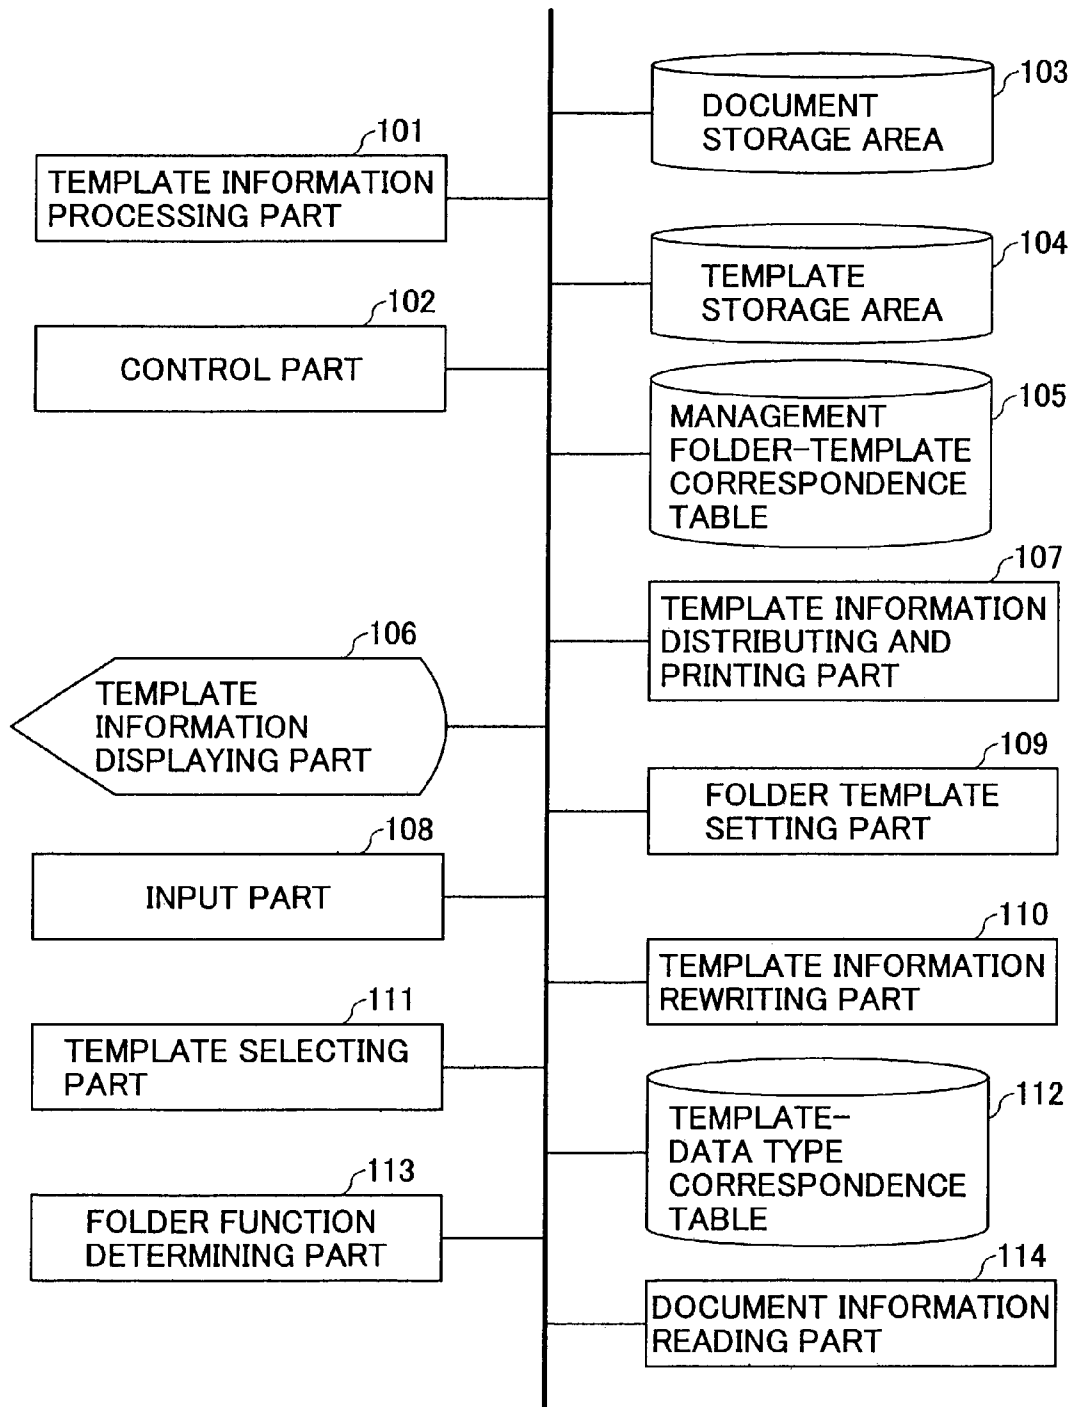 101
TEMPLATE INFORMATION
PROCESSING PART
102
CONTROL PART
103
DOCUMENT
STORAGE AREA
104
TEMPLATE
STORAGE AREA
105
MANAGEMENT
FOLDER-TEMPLATE
CORRESPONDENCE
TABLE
106
TEMPLATE
INFORMATION
DISPLAYING PART
107
TEMPLATE INFORMATION
DISTRIBUTING AND
PRINTING PART
108
INPUT PART
109
FOLDER TEMPLATE
SETTING PART
110
TEMPLATE INFORMATION
REWRITING PART
111
TEMPLATE SELECTING
PART
112
TEMPLATE-
DATA TYPE
CORRESPONDENCE
TABLE
113
FOLDER FUNCTION
DETERMINING PART
114
DOCUMENT INFORMATION
READING PART